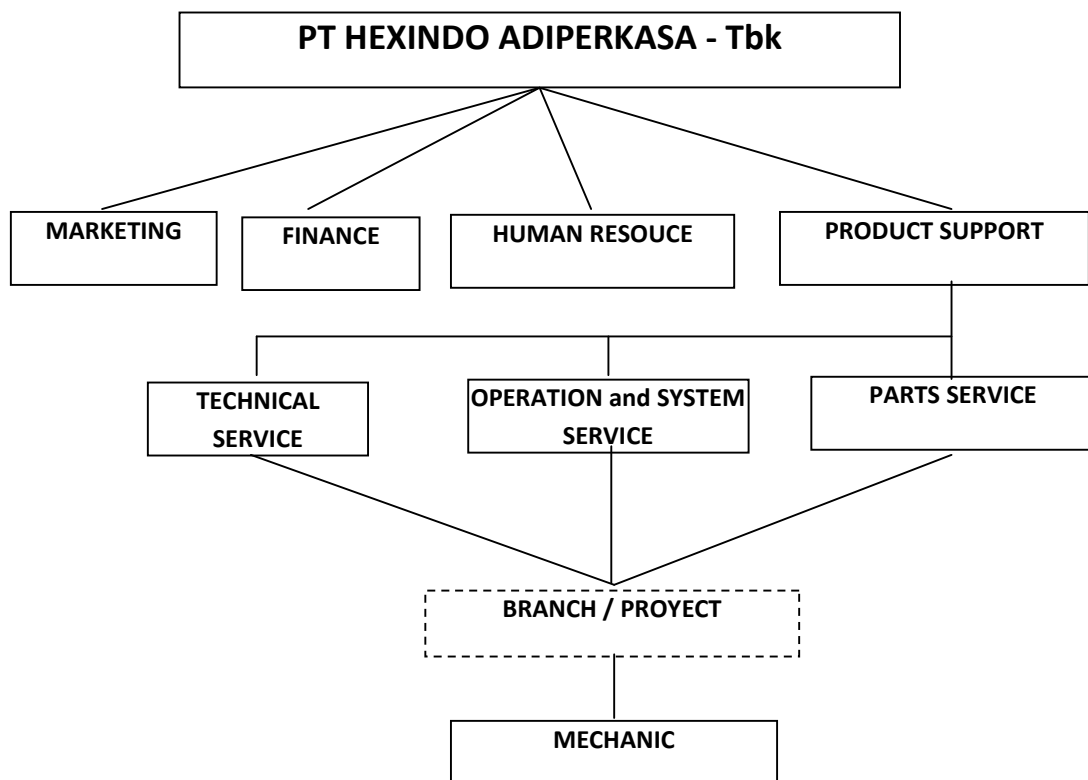 PT HEXINDO ADIPERKASA - Tbk
MARKETING
FINANCE
HUMAN RESOUCE
PRODUCT SUPPORT
TECHNICAL
SERVICE
OPERATION and SYSTEM
SERVICE
PARTS SERVICE
BRANCH / PROYECT
MECHANIC